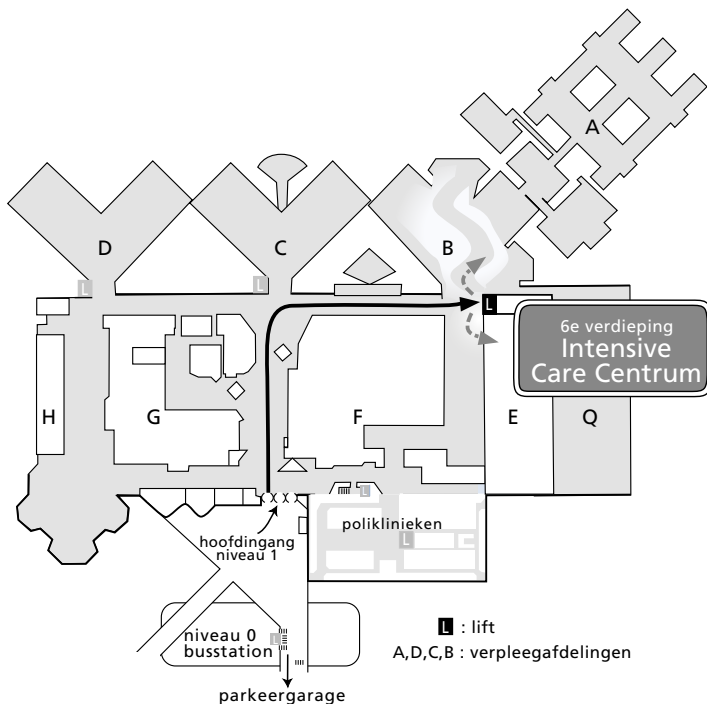 A
D
C
B
L
L
L
6e verdieping
Intensive
Care Centrum
H
G
F
E
Q
L
poliklinieken
L
hoofdingang
niveau 1
niveau 0
busstation
L
L : lift
A,D,C,B : verpleegafdelingen
parkeergarage